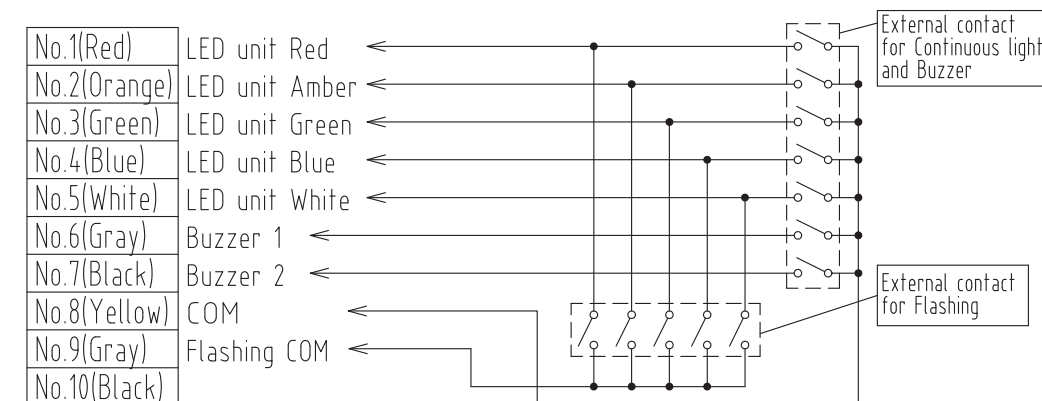 No.1(Red) LED unit Red
No.2(Orange) LED unit Amber
No.3(Green) LED unit Green
No.4(Blue) LED unit Blue
No.5(White) LED unit White
No.6(Gray) Buzzer 1
No.7(Black) Buzzer 2
No.8(Yellow) COM
No.9(Gray) Flashing COM
No.10(Black)
External contact
for Continuous light
and Buzzer
External contact
for Flashing